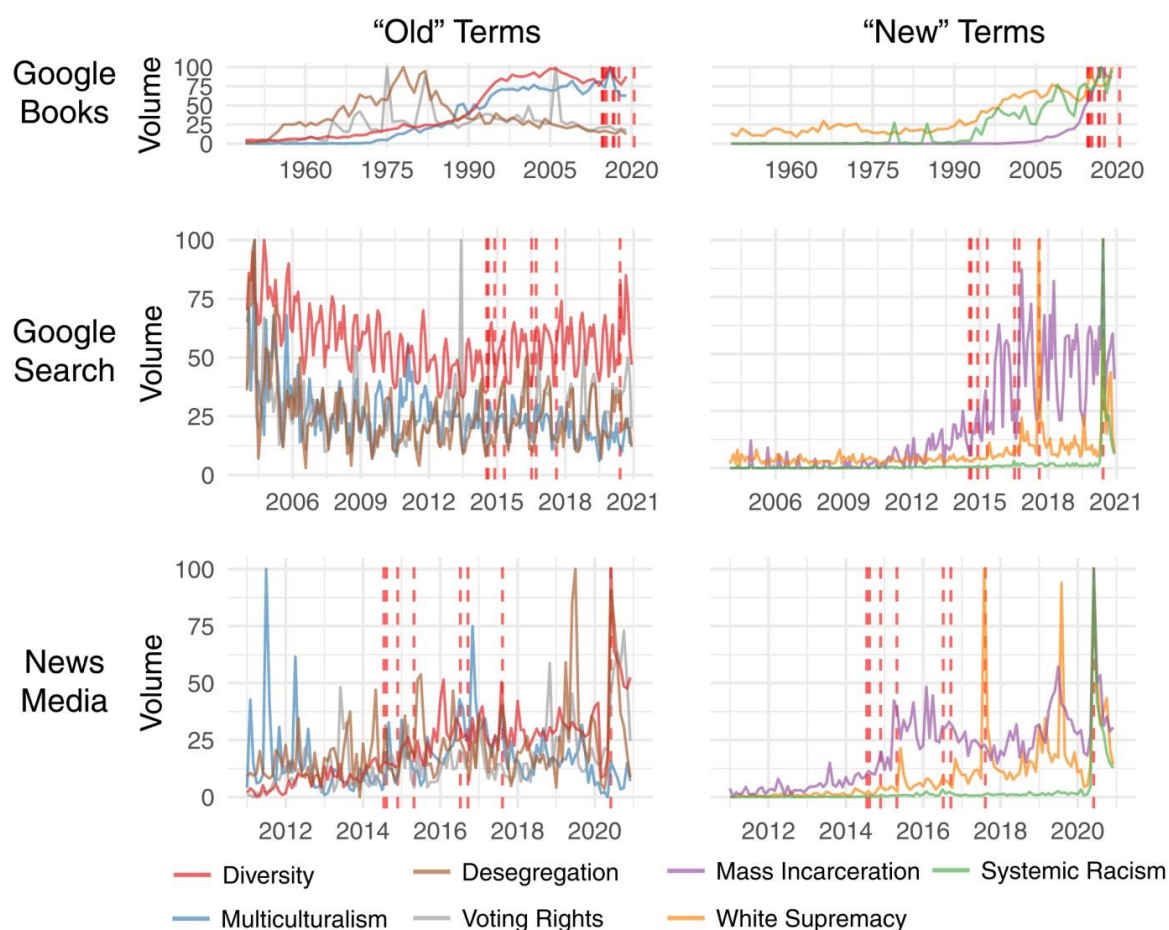 “Old” Terms
“New” Terms
Google
Books
Volume
100
75
50
25
0
1960
1975
1990
2005
2020
1960
1975
1990
2005
2020
Google
Search
Volume
100
75
50
25
0
2006
2009
2012
2015
2018
2021
2006
2009
2012
2015
2018
2021
News
Media
Volume
100
75
50
25
0
2012
2014
2016
2018
2020
2012
2014
2016
2018
2020
Diversity
Desegregation
Mass Incarceration
Systemic Racism
Multiculturalism
Voting Rights
White Supremacy